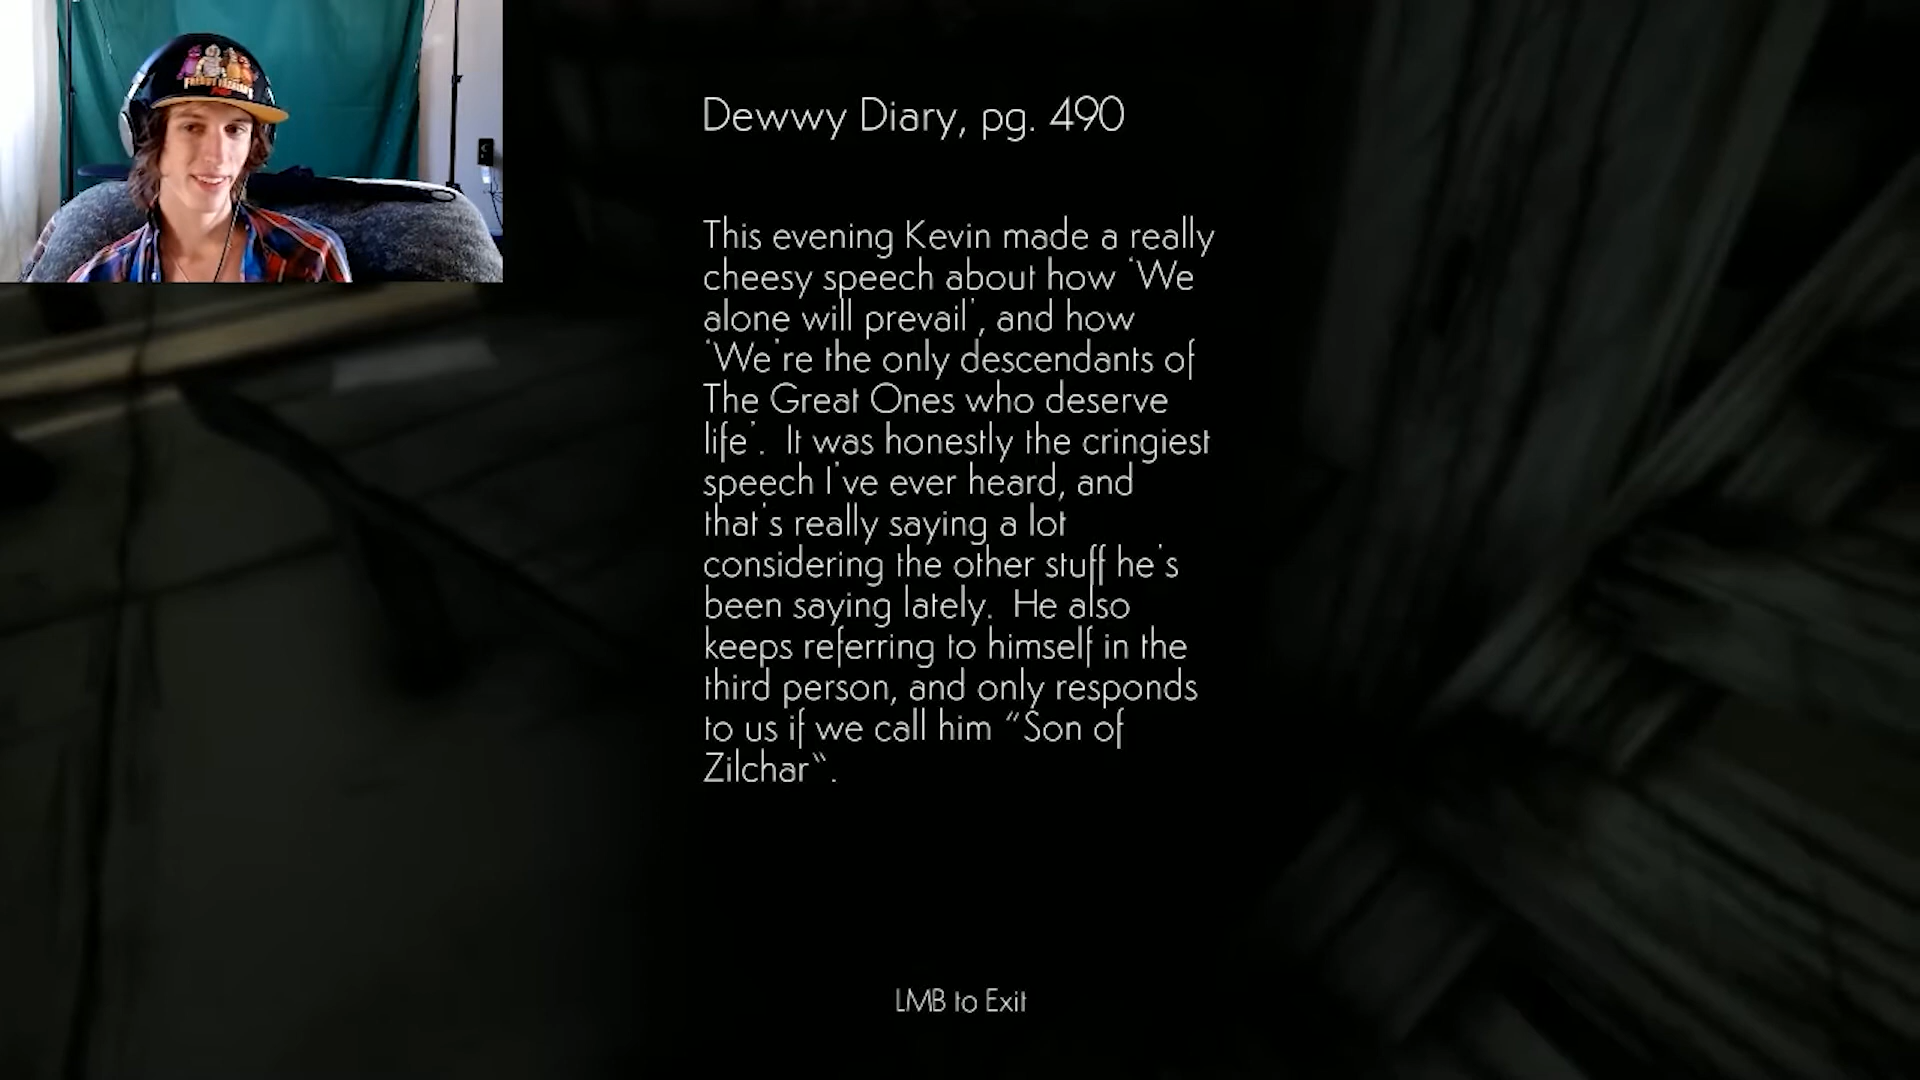 FREDDY FAZBEAR'S
Dewwy Diary, pg. 490
This evening Kevin made a really
cheesy speech about how 'We
alone will prevail', and how
'We're the only descendants of
The Great Ones who deserve
life'.  It was honestly the cringiest
speech I've ever heard, and
that's really saying a lot
considering the other stuff he's
been saying lately.  He also
keeps referring to himself in the
third person, and only responds
to us if we call him "Son of
Zilchar".
LMB to Exit